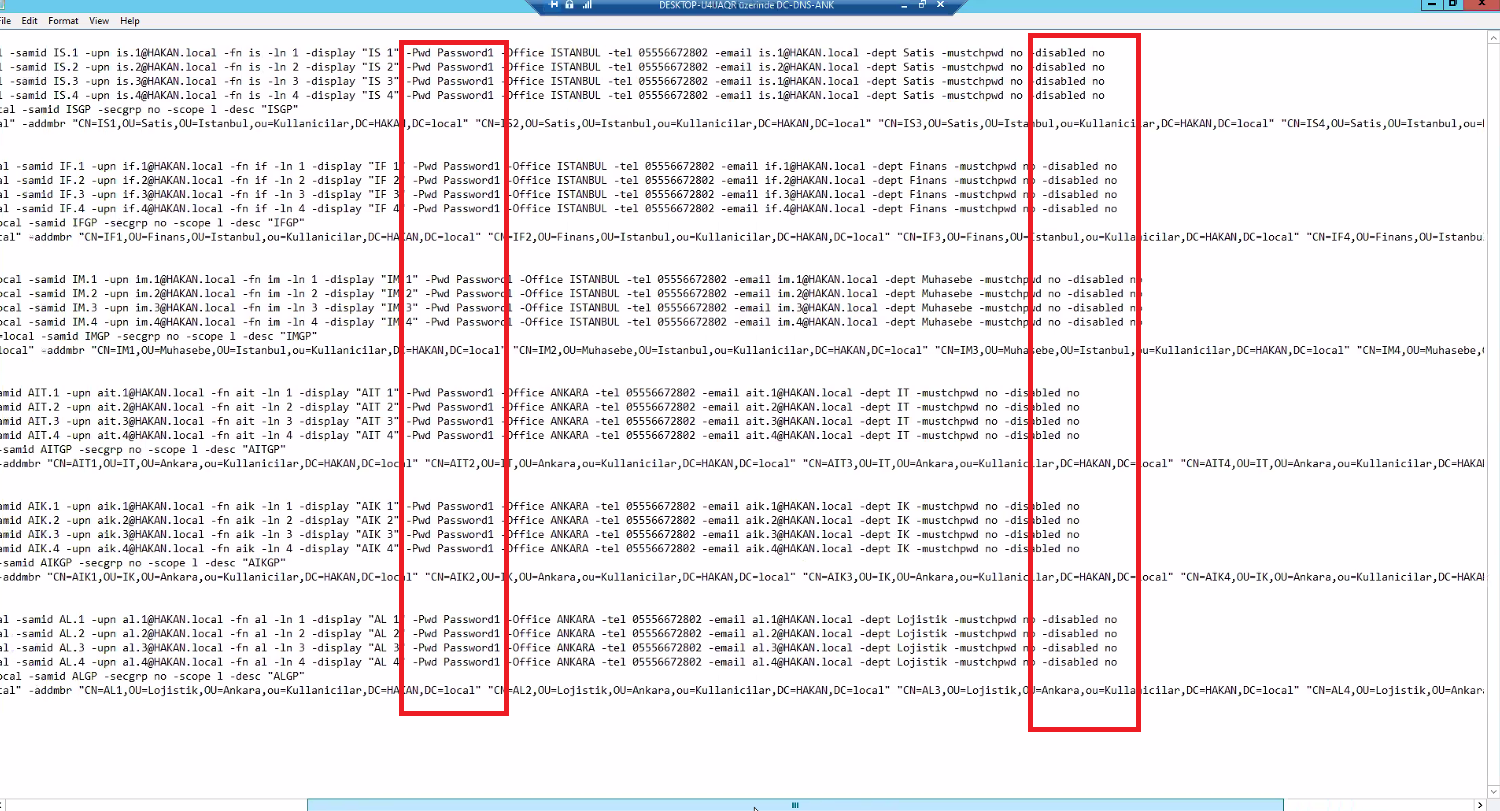 DESKTOP-U4UAQR üzerinde DC-DNS-ANK
File Edit Format View Help
l -samid IS.1 -upn is.1@HAKAN.local -fn is -ln 1 -display "IS 1" -Pwd Password1 -Office ISTANBUL -tel 05556672802 -email is.1@HAKAN.local -dept Satis -mustchpwd no -disabled no
l -samid IS.2 -upn is.2@HAKAN.local -fn is -ln 2 -display "IS 2" -Pwd Password1 -Office ISTANBUL -tel 05556672802 -email is.2@HAKAN.local -dept Satis -mustchpwd no -disabled no
l -samid IS.3 -upn is.3@HAKAN.local -fn is -ln 3 -display "IS 3" -Pwd Password1 -Office ISTANBUL -tel 05556672802 -email is.1@HAKAN.local -dept Satis -mustchpwd no -disabled no
l -samid IS.4 -upn is.4@HAKAN.local -fn is -ln 4 -display "IS 4" -Pwd Password1 -Office ISTANBUL -tel 05556672802 -email is.1@HAKAN.local -dept Satis -mustchpwd no -disabled no
cal -samid ISGP -secgrp no -scope l -desc "ISGP"
al" -addmbr "CN=IS1,OU=Satis,OU=Istanbul,ou=Kullanicilar,DC=HAKAN,DC=local" "CN=IS2,OU=Satis,OU=Istanbul,ou=Kullanicilar,DC=HAKAN,DC=local" "CN=IS3,OU=Satis,OU=Istanbul,ou=Kullanicilar,DC=HAKAN,DC=local" "CN=IS4,OU=Satis,OU=Istanbul,ou=
al -samid IF.1 -upn if.1@HAKAN.local -fn if -ln 1 -display "IF 1" -Pwd Password1 -Office ISTANBUL -tel 05556672802 -email if.1@HAKAN.local -dept Finans -mustchpwd no -disabled no
al -samid IF.2 -upn if.2@HAKAN.local -fn if -ln 2 -display "IF 2" -Pwd Password1 -Office ISTANBUL -tel 05556672802 -email if.2@HAKAN.local -dept Finans -mustchpwd no -disabled no
al -samid IF.3 -upn if.3@HAKAN.local -fn if -ln 3 -display "IF 3" -Pwd Password1 -Office ISTANBUL -tel 05556672802 -email if.3@HAKAN.local -dept Finans -mustchpwd no -disabled no
al -samid IF.4 -upn if.4@HAKAN.local -fn if -ln 4 -display "IF 4" -Pwd Password1 -Office ISTANBUL -tel 05556672802 -email if.4@HAKAN.local -dept Finans -mustchpwd no -disabled no
ocal -samid IFGP -secgrp no -scope l -desc "IFGP"
cal" -addmbr "CN=IF1,OU=Finans,OU=Istanbul,ou=Kullanicilar,DC=HAKAN,DC=local" "CN=IF2,OU=Finans,OU=Istanbul,ou=Kullanicilar,DC=HAKAN,DC=local" "CN=IF3,OU=Finans,OU=Istanbul,ou=Kullanicilar,DC=HAKAN,DC=local" "CN=IF4,OU=Finans,OU=Istanbu
ocal -samid IM.1 -upn im.1@HAKAN.local -fn im -ln 1 -display "IM 1" -Pwd Password1 -Office ISTANBUL -tel 05556672802 -email im.1@HAKAN.local -dept Muhasebe -mustchpwd no -disabled no
ocal -samid IM.2 -upn im.2@HAKAN.local -fn im -ln 2 -display "IM 2" -Pwd Password1 -Office ISTANBUL -tel 05556672802 -email im.2@HAKAN.local -dept Muhasebe -mustchpwd no -disabled no
ocal -samid IM.3 -upn im.3@HAKAN.local -fn im -ln 3 -display "IM 3" -Pwd Password1 -Office ISTANBUL -tel 05556672802 -email im.3@HAKAN.local -dept Muhasebe -mustchpwd no -disabled no
ocal -samid IM.4 -upn im.4@HAKAN.local -fn im -ln 4 -display "IM 4" -Pwd Password1 -Office ISTANBUL -tel 05556672802 -email im.4@HAKAN.local -dept Muhasebe -mustchpwd no -disabled no
=local -samid IMGP -secgrp no -scope l -desc "IMGP"
local" -addmbr "CN=IM1,OU=Muhasebe,OU=Istanbul,ou=Kullanicilar,DC=HAKAN,DC=local" "CN=IM2,OU=Muhasebe,OU=Istanbul,ou=Kullanicilar,DC=HAKAN,DC=local" "CN=IM3,OU=Muhasebe,OU=Istanbul,ou=Kullanicilar,DC=HAKAN,DC=local" "CN=IM4,OU=Muhasebe,
amid AIT.1 -upn ait.1@HAKAN.local -fn ait -ln 1 -display "AIT 1" -Pwd Password1 -Office ANKARA -tel 05556672802 -email ait.1@HAKAN.local -dept IT -mustchpwd no -disabled no
amid AIT.2 -upn ait.2@HAKAN.local -fn ait -ln 2 -display "AIT 2" -Pwd Password1 -Office ANKARA -tel 05556672802 -email ait.2@HAKAN.local -dept IT -mustchpwd no -disabled no
amid AIT.3 -upn ait.3@HAKAN.local -fn ait -ln 3 -display "AIT 3" -Pwd Password1 -Office ANKARA -tel 05556672802 -email ait.3@HAKAN.local -dept IT -mustchpwd no -disabled no
amid AIT.4 -upn ait.4@HAKAN.local -fn ait -ln 4 -display "AIT 4" -Pwd Password1 -Office ANKARA -tel 05556672802 -email ait.4@HAKAN.local -dept IT -mustchpwd no -disabled no
-samid AITGP -secgrp no -scope l -desc "AITGP"
-addmbr "CN=AIT1,OU=IT,OU=Ankara,ou=Kullanicilar,DC=HAKAN,DC=local" "CN=AIT2,OU=IT,OU=Ankara,ou=Kullanicilar,DC=HAKAN,DC=local" "CN=AIT3,OU=IT,OU=Ankara,ou=Kullanicilar,DC=HAKAN,DC=local" "CN=AIT4,OU=IT,OU=Ankara,ou=Kullanicilar,DC=HAKA
amid AIK.1 -upn aik.1@HAKAN.local -fn aik -ln 1 -display "AIK 1" -Pwd Password1 -Office ANKARA -tel 05556672802 -email aik.1@HAKAN.local -dept IK -mustchpwd no -disabled no
amid AIK.2 -upn aik.2@HAKAN.local -fn aik -ln 2 -display "AIK 2" -Pwd Password1 -Office ANKARA -tel 05556672802 -email aik.2@HAKAN.local -dept IK -mustchpwd no -disabled no
amid AIK.3 -upn aik.3@HAKAN.local -fn aik -ln 3 -display "AIK 3" -Pwd Password1 -Office ANKARA -tel 05556672802 -email aik.3@HAKAN.local -dept IK -mustchpwd no -disabled no
amid AIK.4 -upn aik.4@HAKAN.local -fn aik -ln 4 -display "AIK 4" -Pwd Password1 -Office ANKARA -tel 05556672802 -email aik.4@HAKAN.local -dept IK -mustchpwd no -disabled no
-samid AIKGP -secgrp no -scope l -desc "AIKGP"
-addmbr "CN=AIK1,OU=IK,OU=Ankara,ou=Kullanicilar,DC=HAKAN,DC=local" "CN=AIK2,OU=IK,OU=Ankara,ou=Kullanicilar,DC=HAKAN,DC=local" "CN=AIK3,OU=IK,OU=Ankara,ou=Kullanicilar,DC=HAKAN,DC=local" "CN=AIK4,OU=IK,OU=Ankara,ou=Kullanicilar,DC=HAKA
al -samid AL.1 -upn al.1@HAKAN.local -fn al -ln 1 -display "AL 1" -Pwd Password1 -Office ANKARA -tel 05556672802 -email al.1@HAKAN.local -dept Lojistik -mustchpwd no -disabled no
al -samid AL.2 -upn al.2@HAKAN.local -fn al -ln 2 -display "AL 2" -Pwd Password1 -Office ANKARA -tel 05556672802 -email al.2@HAKAN.local -dept Lojistik -mustchpwd no -disabled no
al -samid AL.3 -upn al.3@HAKAN.local -fn al -ln 3 -display "AL 3" -Pwd Password1 -Office ANKARA -tel 05556672802 -email al.3@HAKAN.local -dept Lojistik -mustchpwd no -disabled no
al -samid AL.4 -upn al.4@HAKAN.local -fn al -ln 4 -display "AL 4" -Pwd Password1 -Office ANKARA -tel 05556672802 -email al.4@HAKAN.local -dept Lojistik -mustchpwd no -disabled no
ocal -samid ALGP -secgrp no -scope l -desc "ALGP"
cal" -addmbr "CN=AL1,OU=Lojistik,OU=Ankara,ou=Kullanicilar,DC=HAKAN,DC=local" "CN=AL2,OU=Lojistik,OU=Ankara,ou=Kullanicilar,DC=HAKAN,DC=local" "CN=AL3,OU=Lojistik,OU=Ankara,ou=Kullanicilar,DC=HAKAN,DC=local" "CN=AL4,OU=Lojistik,OU=Ankar